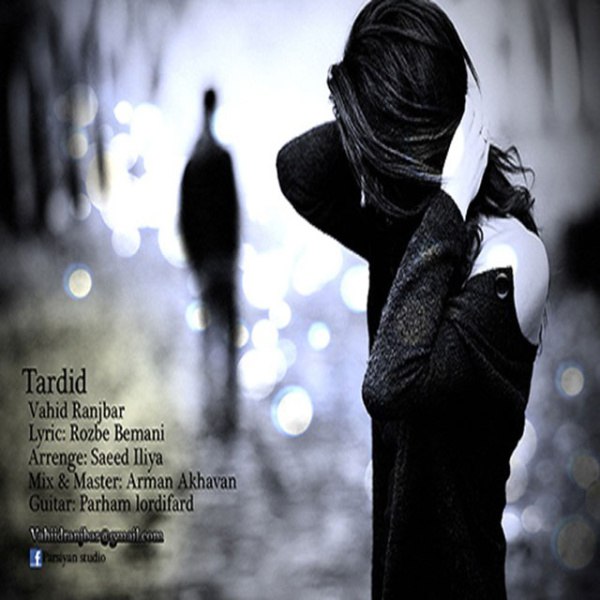 Tardid
Vahid Ranjbar
Lyric: Rozbe Bemani
Arrenge: Saeed Iliya
Mix & Master: Arman Akhavan
Guitar: Parham lordifard
Vahiidranjbar@gmail.com
f Parsiyan studio